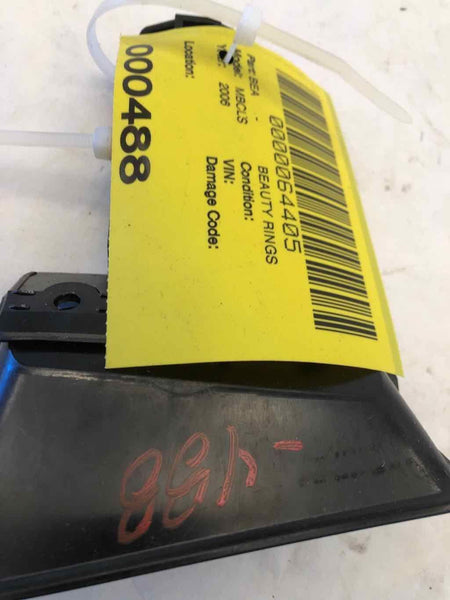 0000064405
Part: BEA - BEAUTY RINGS
Model: MBCLS Condition:
Year: 2006 VIN:
Damage Code:
Location:
000488